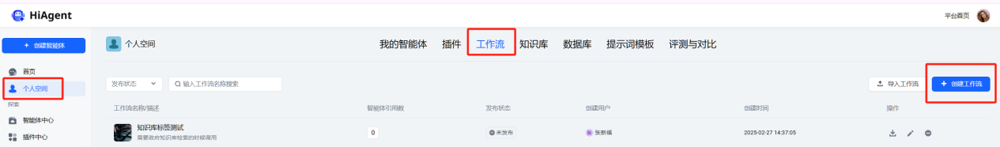 HiAgent
平台首页
+ 创建智能体
个人空间
我的智能体 插件 工作流 知识库 数据库 提示词模板 评测与对比
首页
个人空间
发布状态
输入工作流名称搜索
导入工作流
+ 创建工作流
探索
工作流名称/描述 智能体引用数 发布状态 创建用户 创建时间 操作
智能体中心
知识库标签测试
需要政府知识库检索的时候调用
0
未发布
张新福
2025-02-27 14:37:05
插件中心